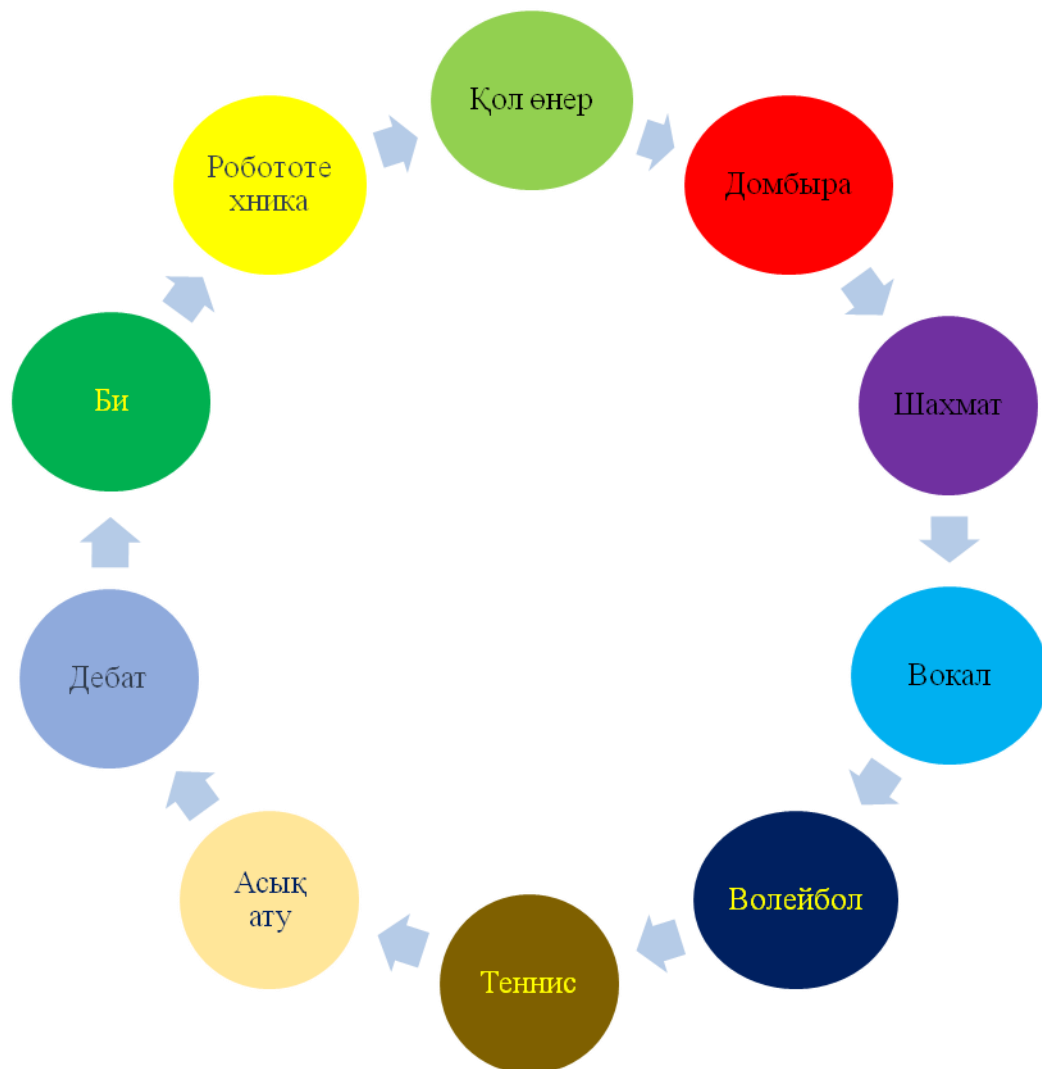 Қол өнер
Домбыра
Шахмат
Вокал
Волейбол
Теннис
Асық
ату
Дебат
Би
Робототе
хника